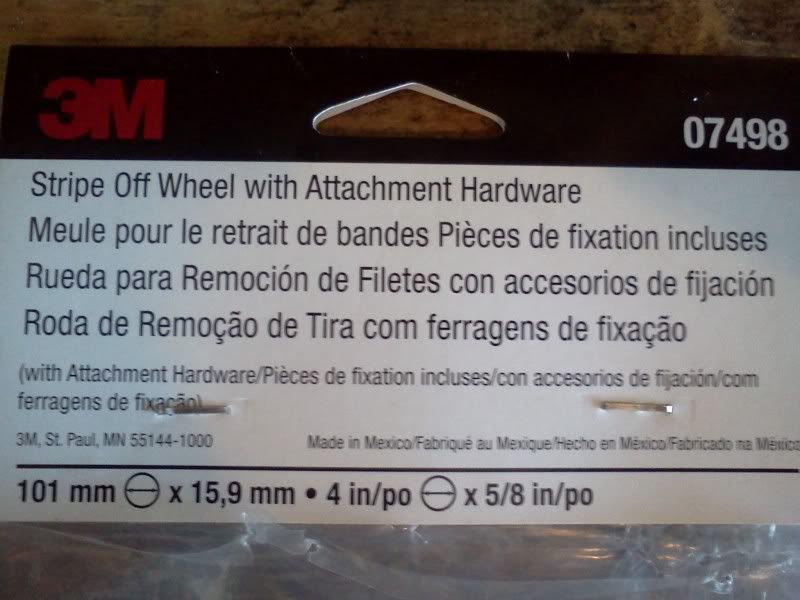 3M
07498
Stripe Off Wheel with Attachment Hardware
Meule pour le retrait de bandes Pièces de fixation incluses
Rueda para Remoción de Filetes con accesorios de fijación
Roda de Remoção de Tira com ferragens de fixação
(with Attachment Hardware/Pièces de fixation incluses/con accesorios de fijación/com
ferragens de fixação)
3M, St. Paul, MN 55144-1000
Made in Mexico/Fabriqué au Mexique/Hecho en México/Fabricado na México
101 mm ⊖ x 15,9 mm • 4 in/po ⊖ x 5/8 in/po